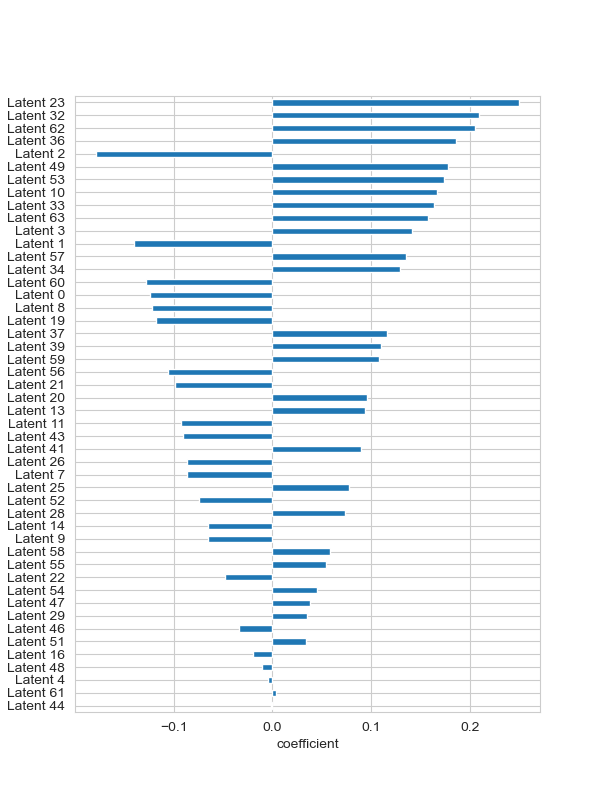 Latent 23
Latent 32
Latent 62
Latent 36
Latent 2
Latent 49
Latent 53
Latent 10
Latent 33
Latent 63
Latent 3
Latent 1
Latent 57
Latent 34
Latent 60
Latent 0
Latent 8
Latent 19
Latent 37
Latent 39
Latent 59
Latent 56
Latent 21
Latent 20
Latent 13
Latent 11
Latent 43
Latent 41
Latent 26
Latent 7
Latent 25
Latent 52
Latent 28
Latent 14
Latent 9
Latent 58
Latent 55
Latent 22
Latent 54
Latent 47
Latent 29
Latent 46
Latent 51
Latent 16
Latent 48
Latent 4
Latent 61
Latent 44
−0.1 0.0 0.1 0.2
coefficient